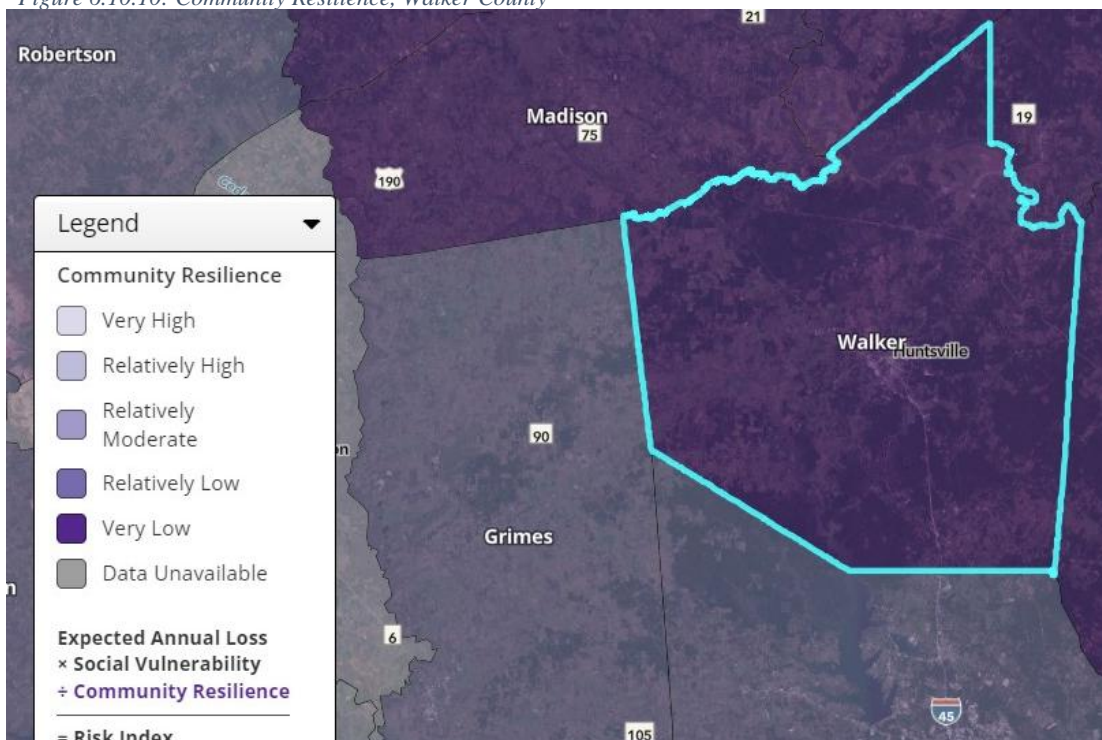 Figure 6.10.10: Community Resilience, Walker County
21
Robertson
Madison
75
19
190
Legend
Community Resilience
Very High
Relatively High
Relatively
Moderate
Relatively Low
Very Low
Data Unavailable
Expected Annual Loss
× Social Vulnerability
÷ Community Resilience
= Risk Index
Walker
Huntsville
90
on
Grimes
n
6
45
105